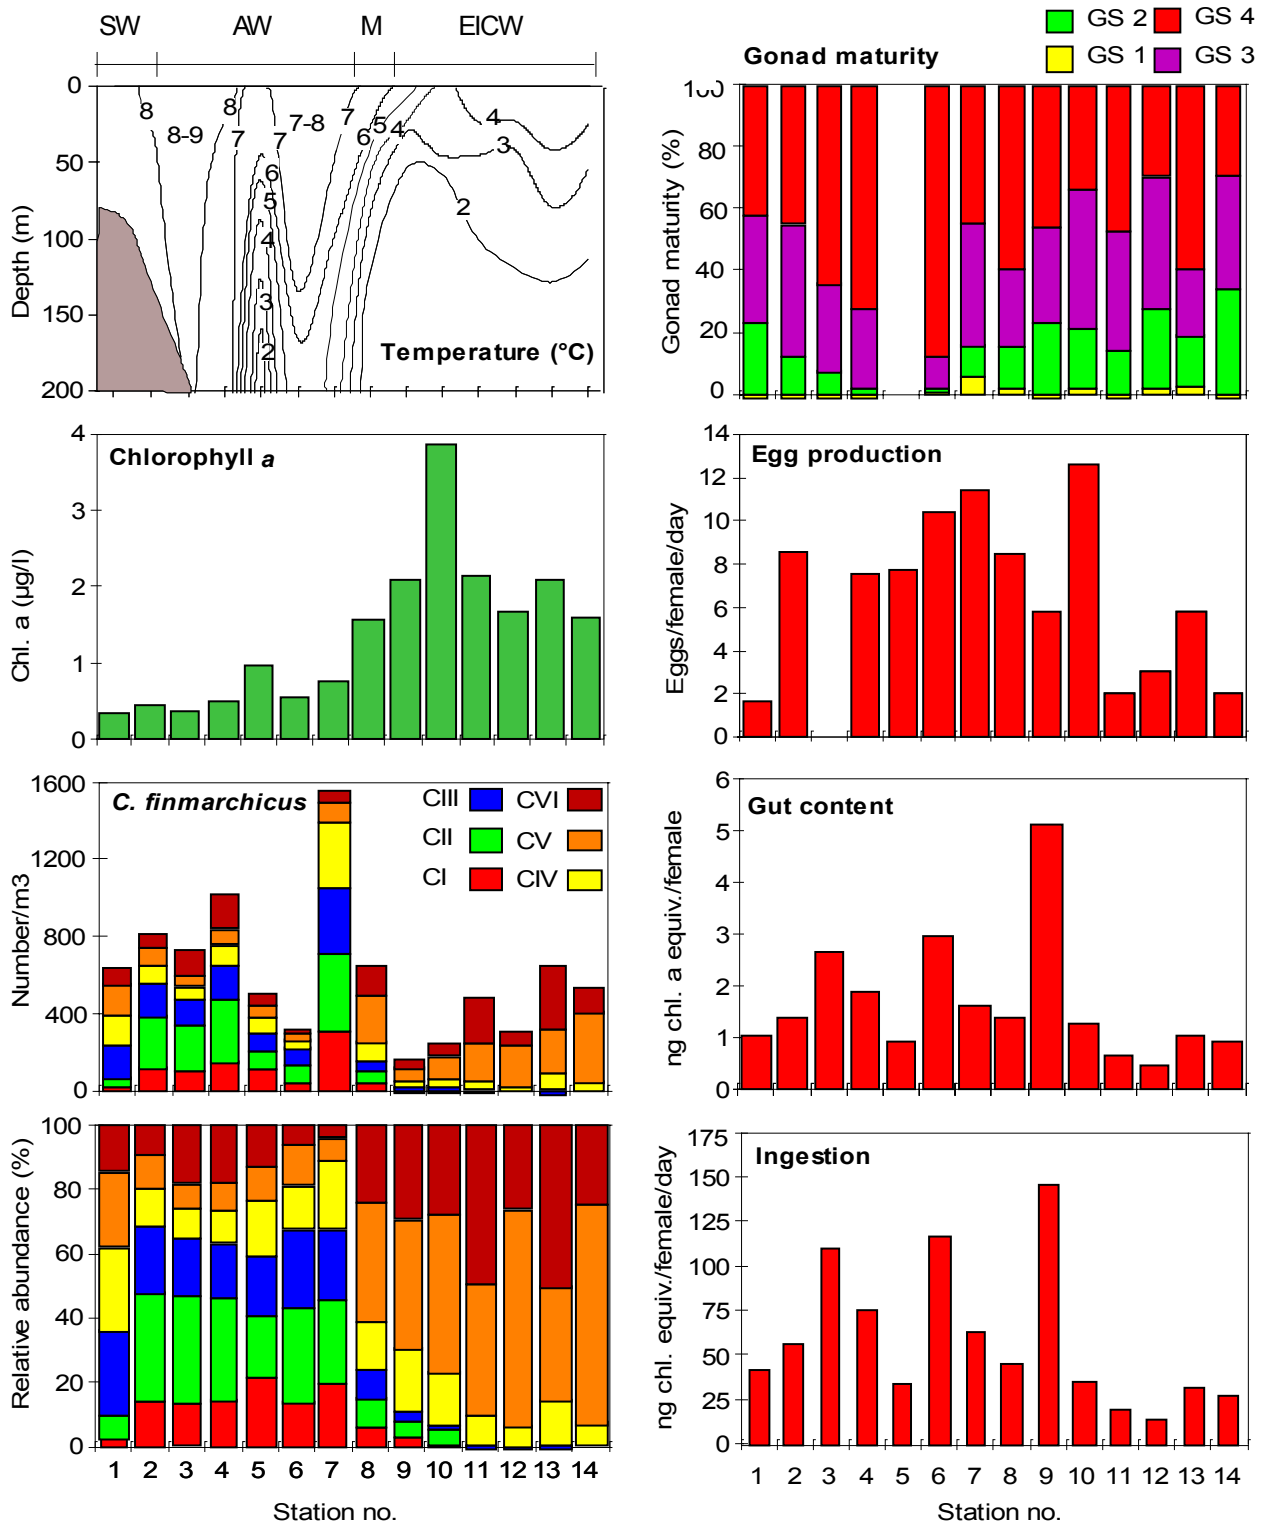 SW AW M EICW
0
50
100
150
200
Depth (m)
8
8-9
8
7
7
7-8
7
6
5
4
4
3
2
6
5
4
3
2
Temperature (°C)
4
3
2
1
0
Chl. a (µg/l)
Chlorophyll a
1600
1200
800
400
0
Number/m3
C. finmarchicus
CIII CVI
CII CV
CI CIV
100
80
60
40
20
0
Relative abundance (%)
1 2 3 4 5 6 7 8 9 10 11 12 13 14
Station no.
GS 2 GS 4
GS 1 GS 3
Gonad maturity
100
80
60
40
20
0
Gonad maturity (%)
14
12
10
8
6
4
2
0
Eggs/female/day
Egg production
6
5
4
3
2
1
0
ng chl. a equiv./female
Gut content
175
150
125
100
75
50
25
0
ng chl. equiv./female/day
Ingestion
1 2 3 4 5 6 7 8 9 10 11 12 13 14
Station no.